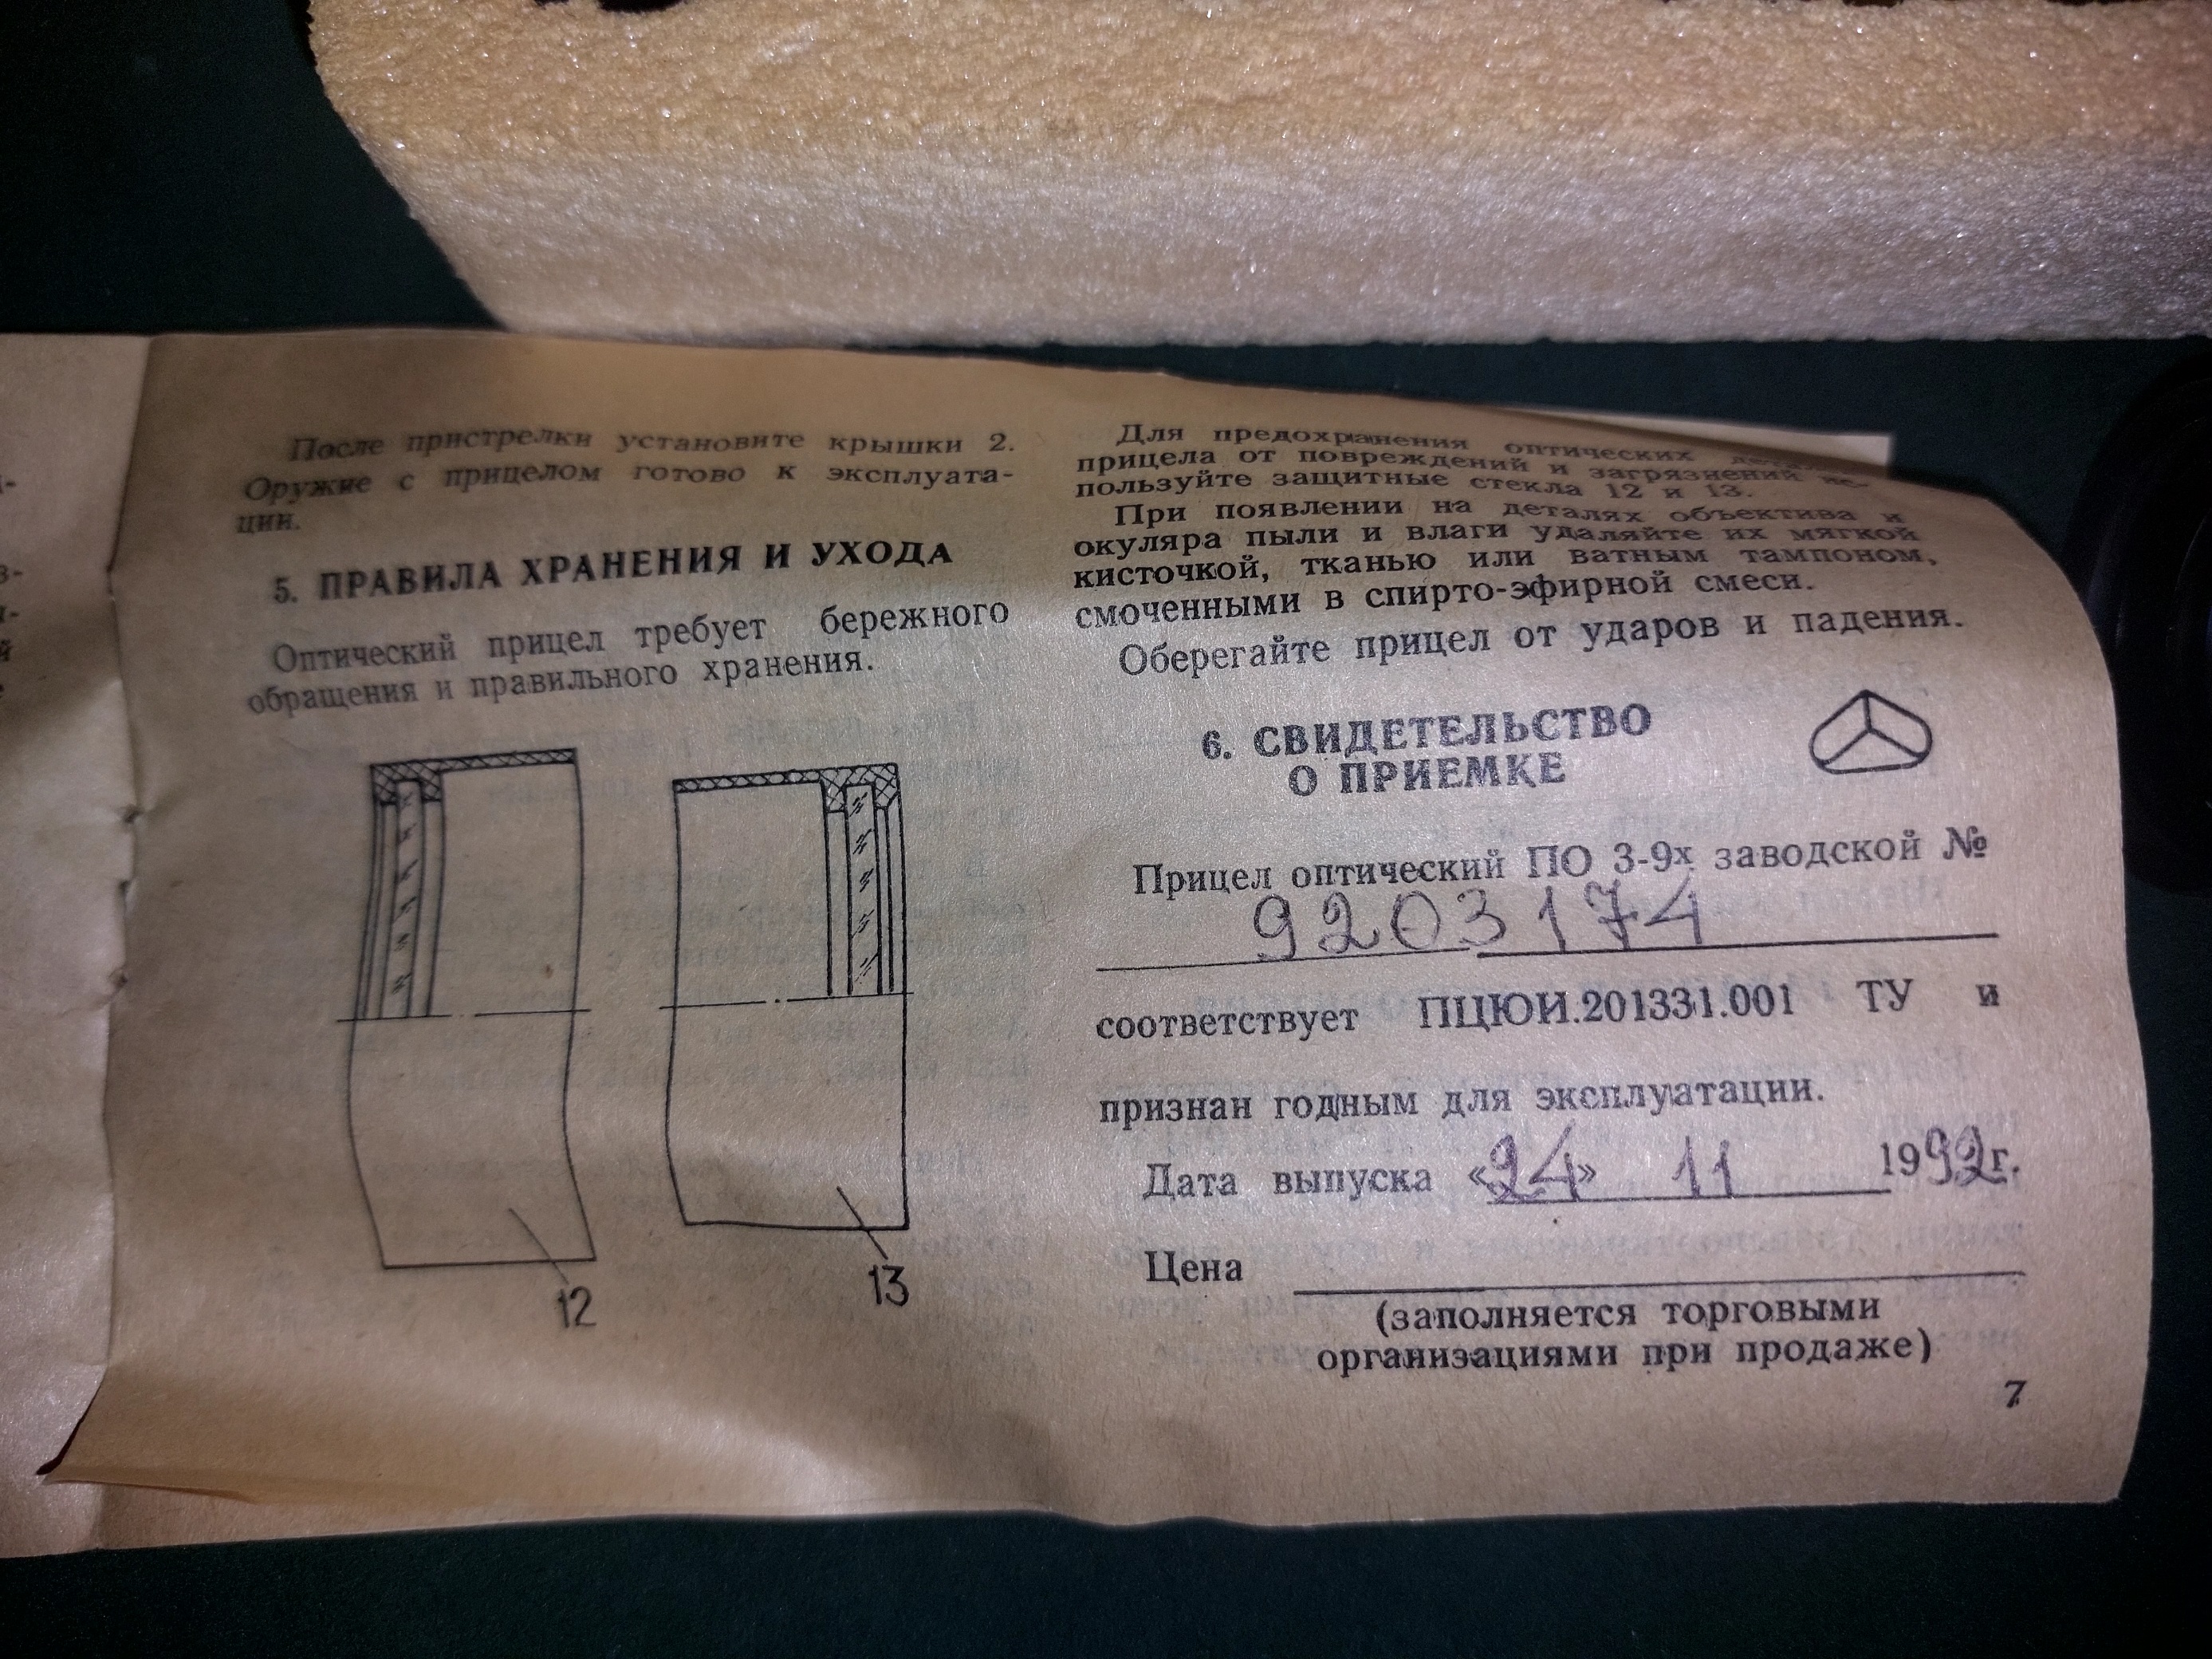 После пристрелки установите крышки 2.
Оружие с прицелом готово к эксплуата-
ции.
5. ПРАВИЛА ХРАНЕНИЯ И УХОДА
Оптический прицел требует бережного
обращения и правильного хранения.
12
13
Для предохранения оптических
прицела от повреждений и загрязнений ис-
пользуйте защитные стекла 12 и 13.
При появлении на деталях объектива и
окуляра пыли и влаги удаляйте их мягкой
кисточкой, тканью или ватным тампоном,
смоченными в спирто-эфирной смеси.
Оберегайте прицел от ударов и падения.
6. СВИДЕТЕЛЬСТВО
О ПРИЕМКЕ
Прицел оптический ПО 3-9х заводской №
9203174
соответствует ПЦЮИ.201331.001 ТУ и
признан годным для эксплуатации.
Дата выпуска «24» 11 1992г.
Цена
(заполняется торговыми
организациями при продаже)
7